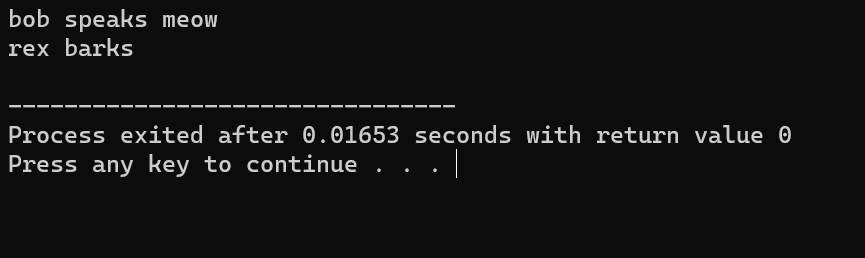 bob speaks meow
rex barks
--------------------------------
Process exited after 0.01653 seconds with return value 0
Press any key to continue . . .